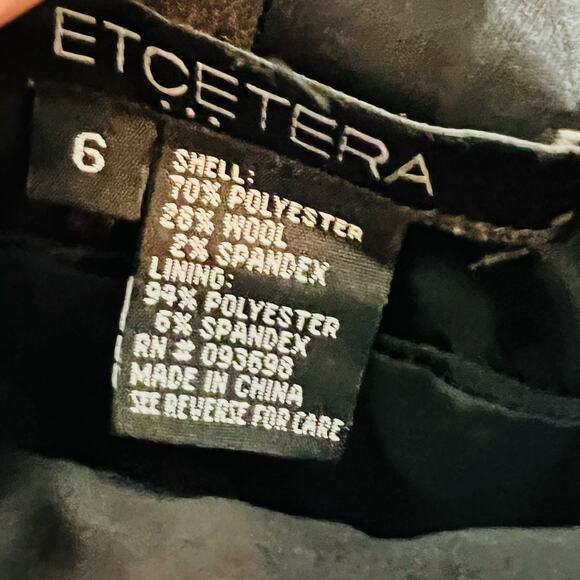 ETCETERA
...
6
SHELL:
70% POLYESTER
28% WOOL
2% SPANDEX
LINING:
94% POLYESTER
6% SPANDEX
RN # 093698
MADE IN CHINA
SEE REVERSE FOR CARE